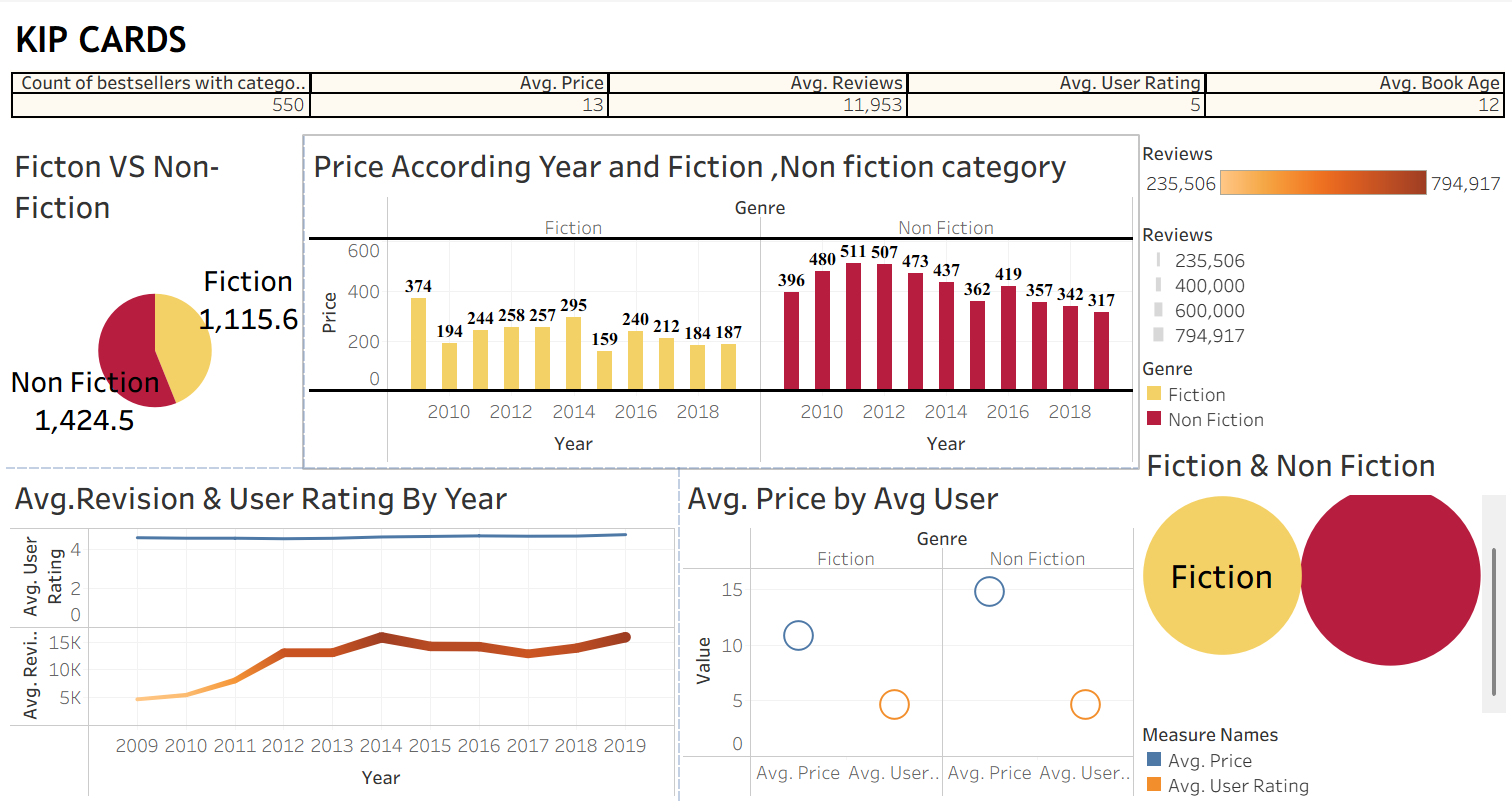 KIP CARDS
Count of bestsellers with catego..
Avg. Price
Avg. Reviews
Avg. User Rating
Avg. Book Age
550
13
11,953
5
12
Ficton VS Non-
Fiction
Fiction
1,115.6
Non Fiction
1,424.5
Price According Year and Fiction ,Non fiction category
Genre
Fiction
Non Fiction
Price
600
400
200
0
374
194
244
258
257
295
159
240
212
184
187
396
480
511
507
473
437
362
419
357
342
317
2010
2012
2014
2016
2018
2010
2012
2014
2016
2018
Year
Year
Reviews
235,506
794,917
Reviews
235,506
400,000
600,000
794,917
Genre
Fiction
Non Fiction
Avg.Revision & User Rating By Year
Avg. User
Rating
4
2
0
Avg. Revi..
15K
10K
5K
2009
2010
2011
2012
2013
2014
2015
2016
2017
2018
2019
Year
Avg. Price by Avg User
Genre
Fiction
Non Fiction
Value
15
10
5
0
Avg. Price
Avg. User..
Avg. Price
Avg. User..
Fiction & Non Fiction
Fiction
Measure Names
Avg. Price
Avg. User Rating